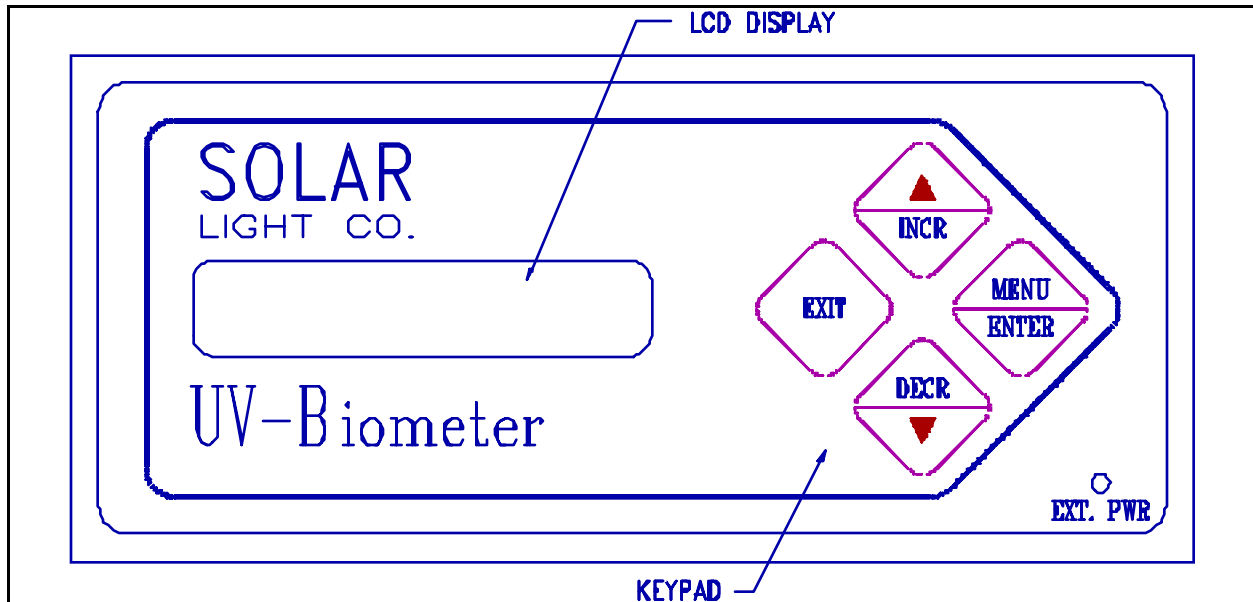 LCD DISPLAY
SOLAR
LIGHT CO.
INCR
MENU
EXIT
ENTER
DECR
UV-Biometer
EXT. PWR
KEYPAD